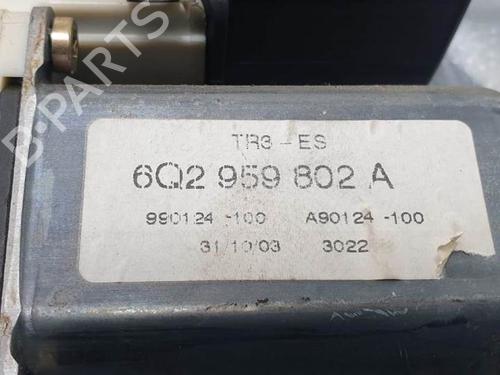 B-PARTS
TR3-ES
6Q2 959 802 A
990124-100 A90124-100
31/10/03 3022